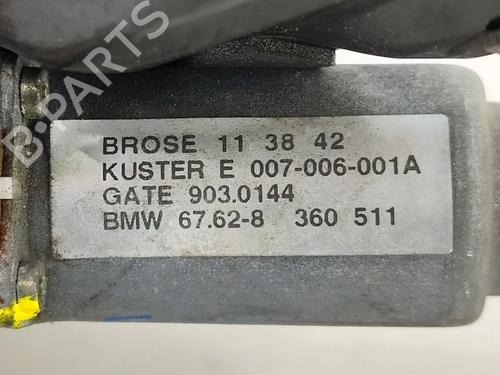 BROSE 11 38 42
KUSTER E 007-006-001A
GATE 903.0144
BMW 67.62-8 360 511
B-PARTS